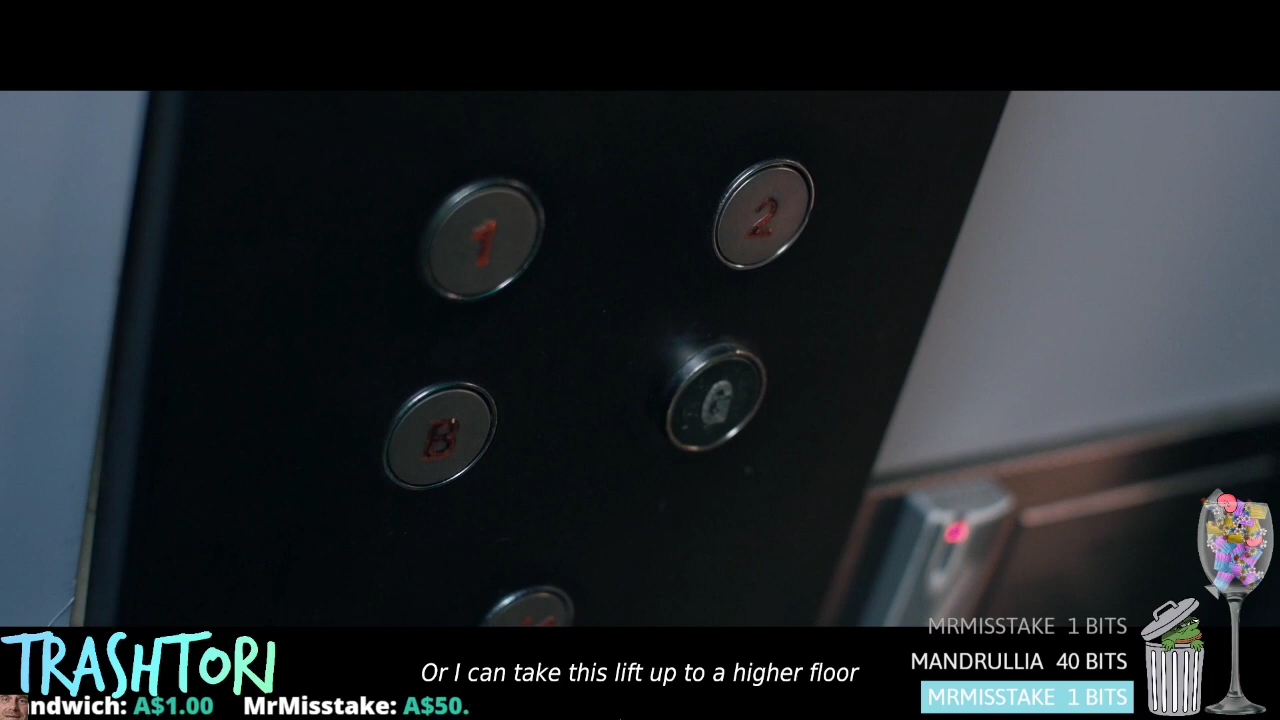 1
2
B
G
MRMISSTAKE 1 BITS
TRASHTORI
Or I can take this lift up to a higher floor
MANDRULLIA 40 BITS
MRMISSTAKE 1 BITS
ndwich: A$1.00 MrMisstake: A$50.